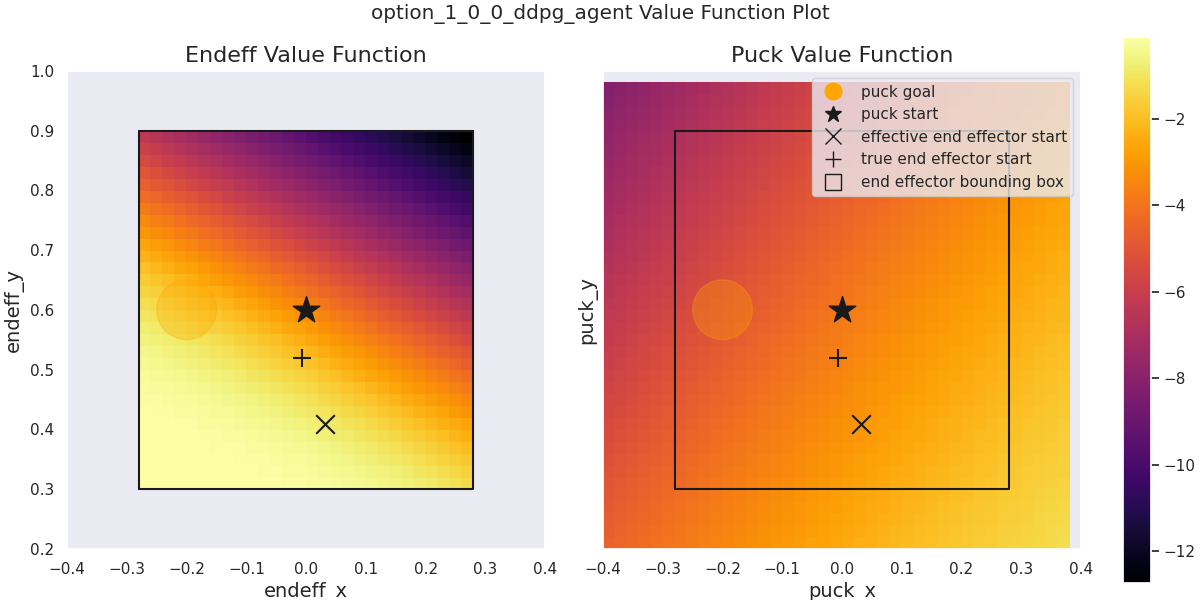 option_1_0_0_ddpg_agent Value Function Plot
Endeff Value Function
1.0
0.9
0.8
0.7
0.6
0.5
0.4
0.3
0.2
endeff_y
−0.4 −0.3 −0.2 −0.1 0.0 0.1 0.2 0.3 0.4
endeff_x
Puck Value Function
puck goal
puck start
effective end effector start
true end effector start
end effector bounding box
puck_y
−0.4 −0.3 −0.2 −0.1 0.0 0.1 0.2 0.3 0.4
puck_x
−2
−4
−6
−8
−10
−12